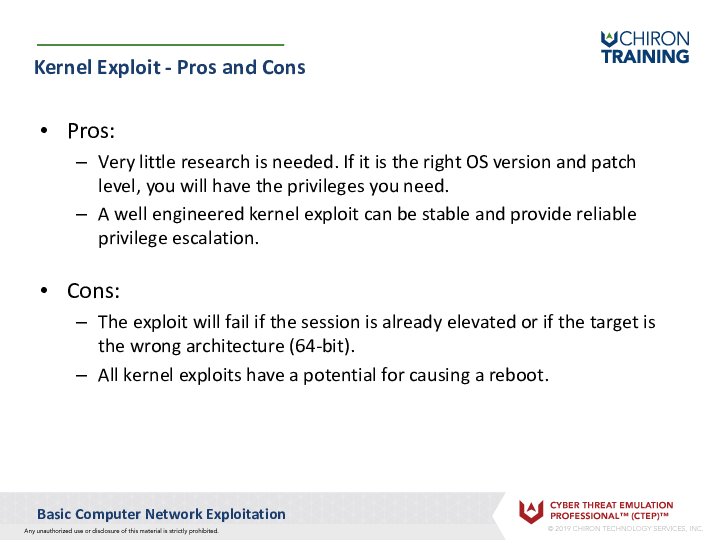 CHIRON
TRAINING
Kernel Exploit - Pros and Cons
• Pros:
– Very little research is needed. If it is the right OS version and patch
level, you will have the privileges you need.
– A well engineered kernel exploit can be stable and provide reliable
privilege escalation.
• Cons:
– The exploit will fail if the session is already elevated or if the target is
the wrong architecture (64-bit).
– All kernel exploits have a potential for causing a reboot.
Basic Computer Network Exploitation
Any unauthorized use or disclosure of this material is strictly prohibited.
CYBER THREAT EMULATION
PROFESSIONAL™ (CTEP)™
© 2019 CHIRON TECHNOLOGY SERVICES, INC.